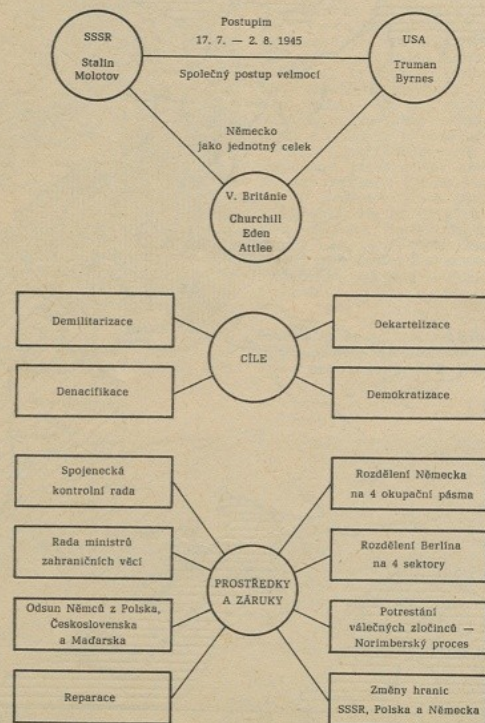 Postupim
17. 7. — 2. 8. 1945
Společný postup velmocí
SSSR
Stalin
Molotov
USA
Truman
Byrnes
Německo
jako jednotný celek
V. Británie
Churchill
Eden
Attlee
Demilitarizace
Dekartelizace
CÍLE
Denacifikace
Demokratizace
Spojenecká
kontrolní rada
Rozdělení Německa
na 4 okupační pásma
Rada ministrů
zahraničních věcí
Rozdělení Berlína
na 4 sektory
PROSTŘEDKY
A ZÁRUKY
Odsun Němců z Polska,
Československa
a Maďarska
Potrestání
válečných zločinců —
Norimberský proces
Reparace
Změny hranic
SSSR, Polska a Německa